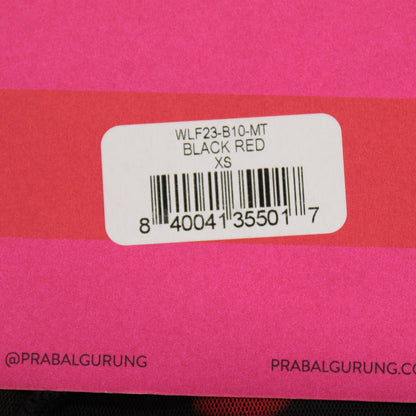 WLF23-B10-MT
BLACK RED
XS
8 40041 35501 7
@PRABALGURUNG
PRABALGURUNG.CO